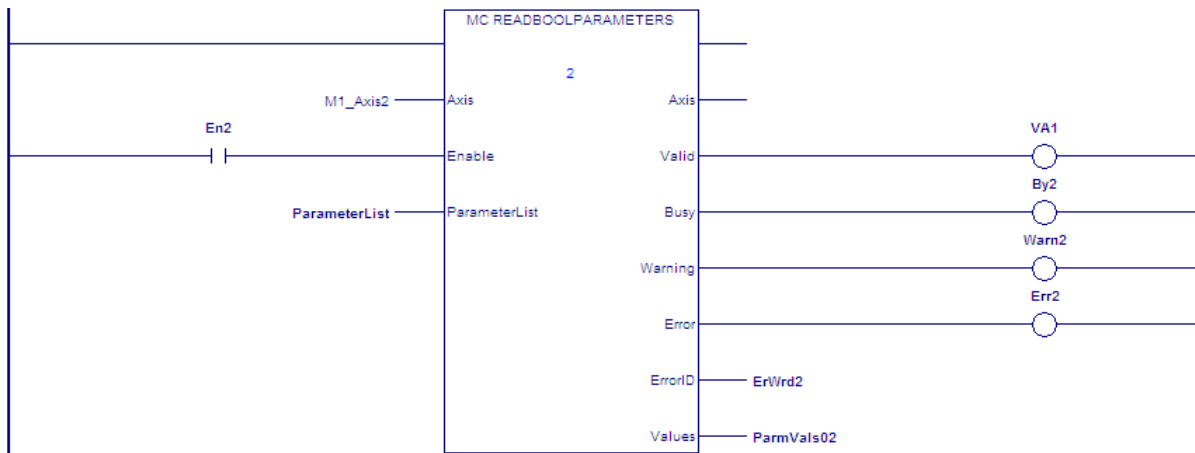 MC READBOOLPARAMETERS
2
M1_Axis2 Axis Axis
En2 VA1
Enable Valid
By2
ParameterList ParameterList Busy
Warn2
Warning
Err2
Error
ErrorID ErWrd2
Values ParmVals02